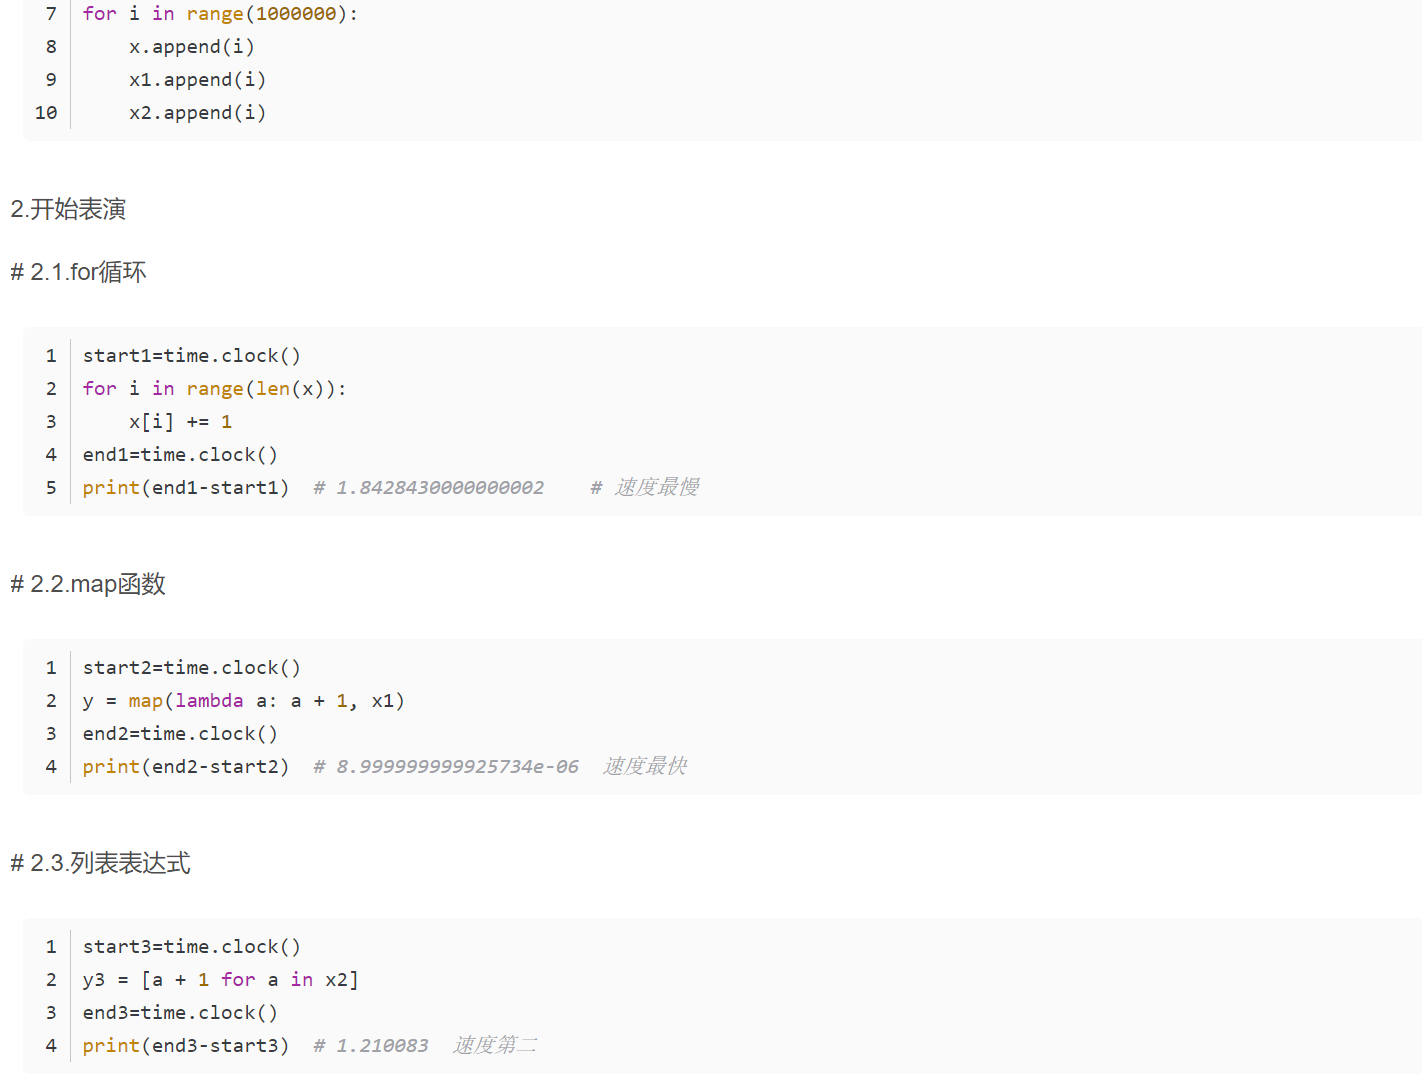 7 for i in range(1000000):
8     x.append(i)
9     x1.append(i)
10     x2.append(i)
2.开始表演
# 2.1.for循环
1 start1=time.clock()
2 for i in range(len(x)):
3     x[i] += 1
4 end1=time.clock()
5 print(end1-start1)  # 1.8428430000000002    # 速度最慢
# 2.2.map函数
1 start2=time.clock()
2 y = map(lambda a: a + 1, x1)
3 end2=time.clock()
4 print(end2-start2)  # 8.999999999925734e-06  速度最快
# 2.3.列表表达式
1 start3=time.clock()
2 y3 = [a + 1 for a in x2]
3 end3=time.clock()
4 print(end3-start3)  # 1.210083  速度第二